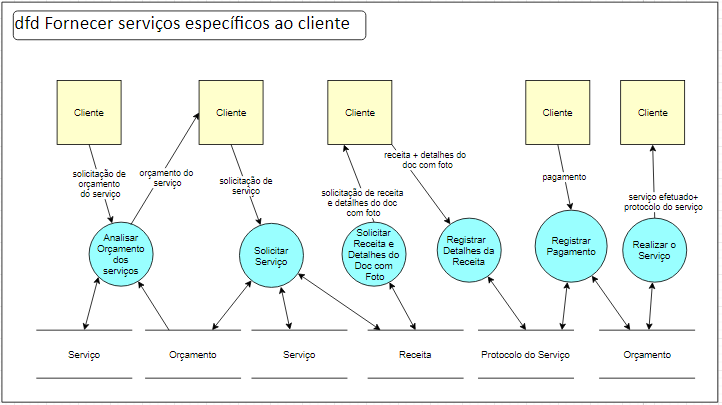 dfd Fornecer serviços específicos ao cliente
Cliente
Cliente
Cliente
Cliente
Cliente
solicitação de
orçamento
do serviço
orçamento do
serviço
solicitação de
serviço
solicitação de receita
e detalhes do doc
com foto
receita + detalhes do
doc com foto
pagamento
serviço efetuado+
protocolo do serviço
Analisar
Orçamento
dos
serviços
Solicitar
Serviço
Solicitar
Receita e
Detalhes do
Doc com
Foto
Registrar
Detalhes da
Receita
Registrar
Pagamento
Realizar o
Serviço
Serviço
Orçamento
Serviço
Receita
Protocolo do Serviço
Orçamento